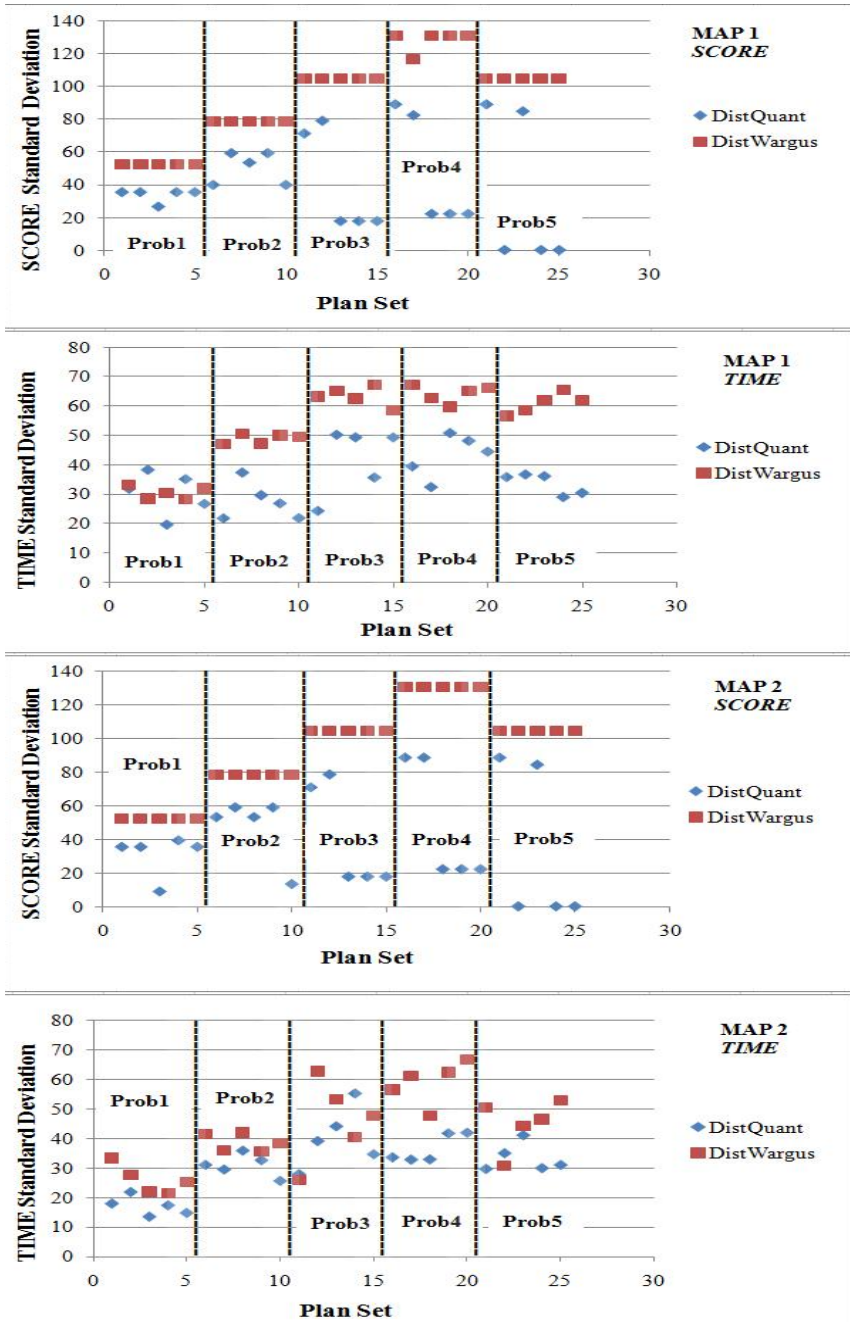 MAP 1
SCORE
SCORE Standard Deviation
140
120
100
80
60
40
20
0
Prob1
Prob2
Prob3
Prob4
Prob5
DistQuant
DistWargus
0 5 10 15 20 25 30
Plan Set
MAP 1
TIME
TIME Standard Deviation
80
70
60
50
40
30
20
10
0
Prob1
Prob2
Prob3
Prob4
Prob5
DistQuant
DistWargus
0 5 10 15 20 25 30
Plan Set
MAP 2
SCORE
SCORE Standard Deviation
140
120
100
80
60
40
20
0
Prob1
Prob2
Prob3
Prob4
Prob5
DistQuant
DistWargus
0 5 10 15 20 25 30
Plan Set
MAP 2
TIME
TIME Standard Deviation
80
70
60
50
40
30
20
10
0
Prob1
Prob2
Prob3
Prob4
Prob5
DistQuant
DistWargus
0 5 10 15 20 25 30
Plan Set